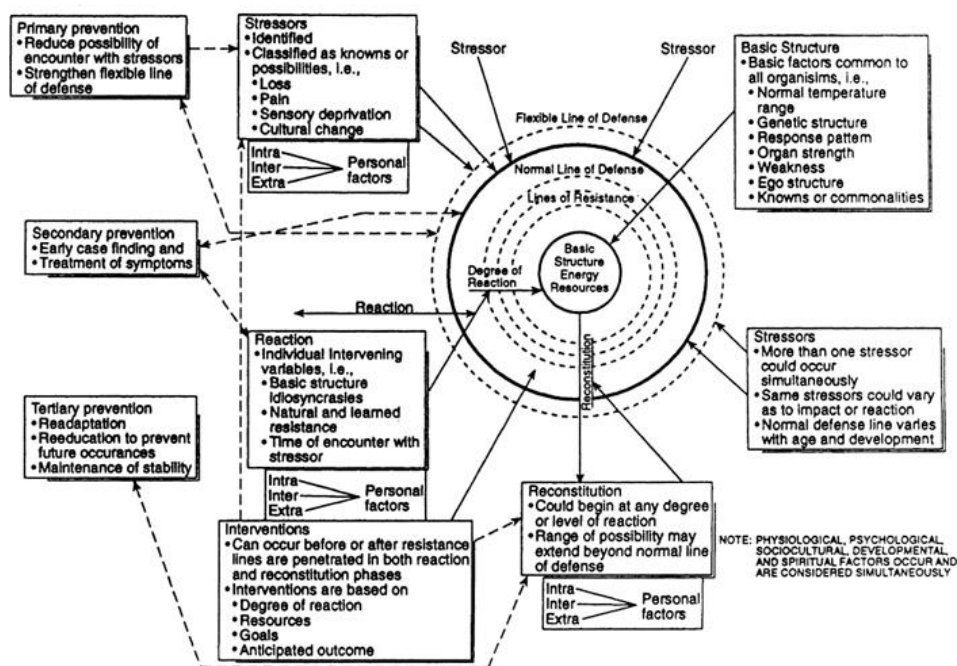 Primary prevention
• Reduce possibility of
encounter with stressors
• Strengthen flexible line
of defense
Stressors
• Identified
• Classified as knowns or
possibilities, i.e.,
• Loss
• Pain
• Sensory deprivation
• Cultural change
Intra
Inter
Extra
Personal
factors
Stressor
Stressor
Basic Structure
• Basic factors common to
all organisims, i.e.,
• Normal temperature
range
• Genetic structure
• Response pattern
• Organ strength
• Weakness
• Ego structure
• Knowns or commonalities
Flexible Line of Defense
Normal Line of Defense
Lines of Resistance
Basic
Structure
Energy
Resources
Degree of
Reaction
Reaction
Reconstitution
Secondary prevention
• Early case finding and
• Treatment of symptoms
Reaction
• Individual Intervening
variables, i.e.,
• Basic structure
Idiosyncrasies
• Natural and learned
resistance
• Time of encounter with
stressor
Intra
Inter
Extra
Personal
factors
Stressors
• More than one stressor
could occur
simultaneously
• Same stressors could vary
as to impact or reaction
• Normal defense line varies
with age and development
Tertiary prevention
• Readaptation
• Reeducation to prevent
future occurances
• Maintenance of stability
Interventions
• Can occur before or after resistance
lines are penetrated in both reaction
and reconstitution phases
• Interventions are based on
• Degree of reaction
• Resources
• Goals
• Anticipated outcome
Reconstitution
• Could begin at any degree
or level of reaction
• Range of possibility may
extend beyond normal line
of defense
Intra
Inter
Extra
Personal
factors
NOTE: PHYSIOLOGICAL, PSYCHOLOGICAL,
SOCIOCULTURAL, DEVELOPMENTAL,
AND SPIRITUAL FACTORS OCCUR AND
ARE CONSIDERED SIMULTANEOUSLY